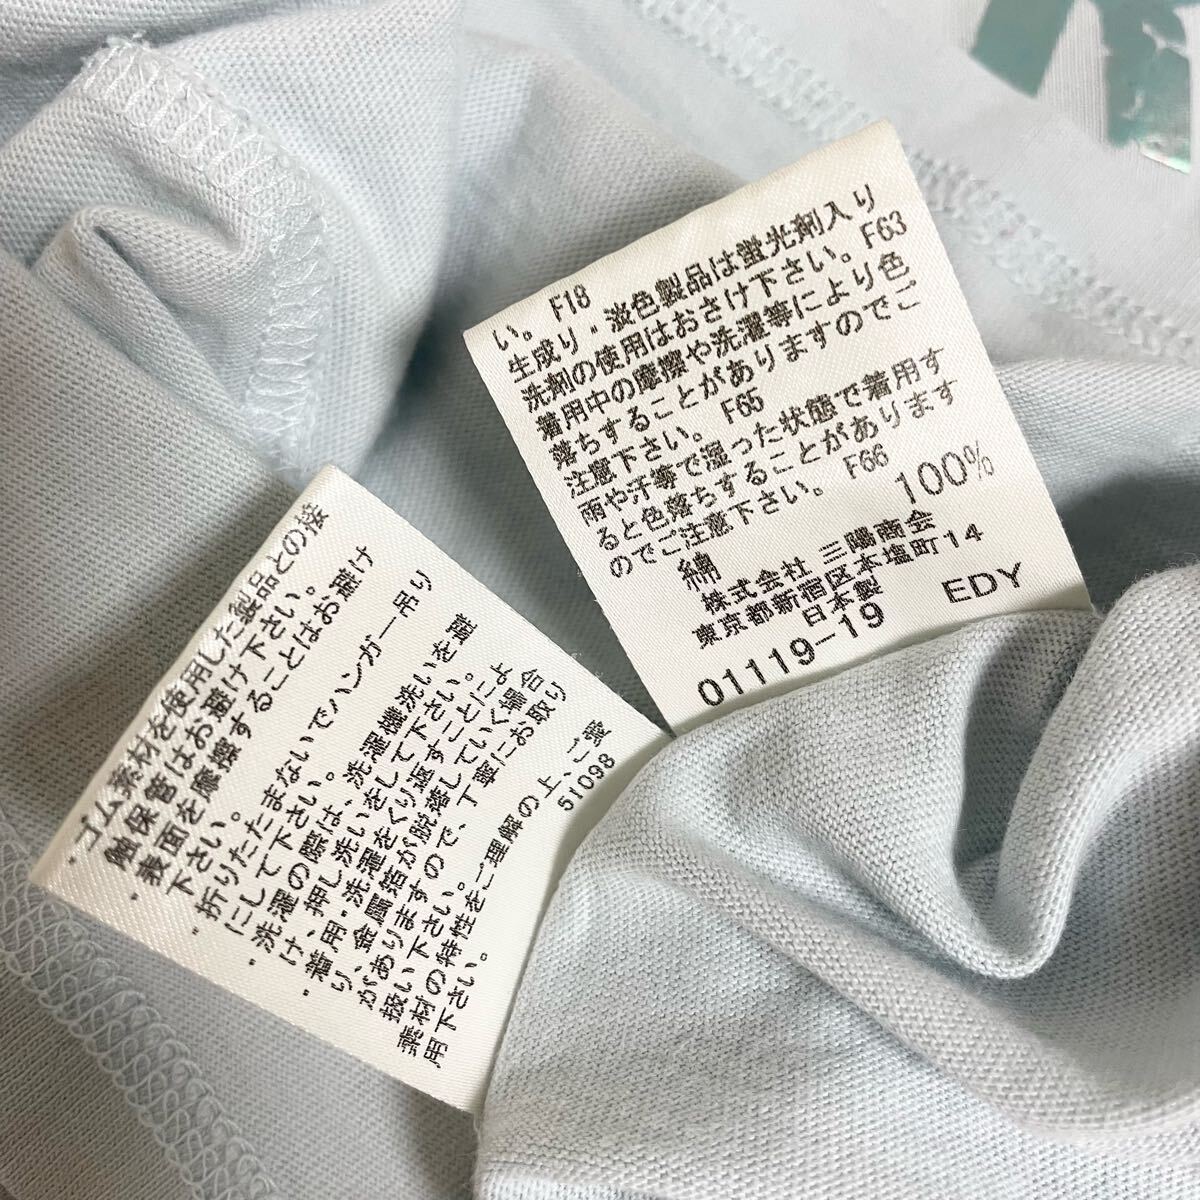 い。 F18
生成り・淡色製品は蛍光剤入り
洗剤の使用はおさけ下さい。 F63
着用中の摩擦や洗濯等により色
落ちすることがありますのでご
注意下さい。 F65
雨や汗等で湿った状態で着用す
ると色落ちすることがあります
のでご注意下さい。 F66
綿 100%
株式会社 三陽商会
東京都新宿区本塩町14
日本製
01119-19 EDY
・ゴム素材を使用した製品との接
触保管はお避け下さい。
・表面を摩擦することはお避け
下さい。
・折りたたまないでハンガー吊り
にして下さい。
・洗濯の際は、洗濯機洗いを避
け、押し洗いをして下さい。
・着用・洗濯をくり返すことによ
り、金属箔が脱落していく場合
がありますので、丁寧にお取り
扱い下さい。
素材の特性をご理解の上、ご愛
用下さい。 51098